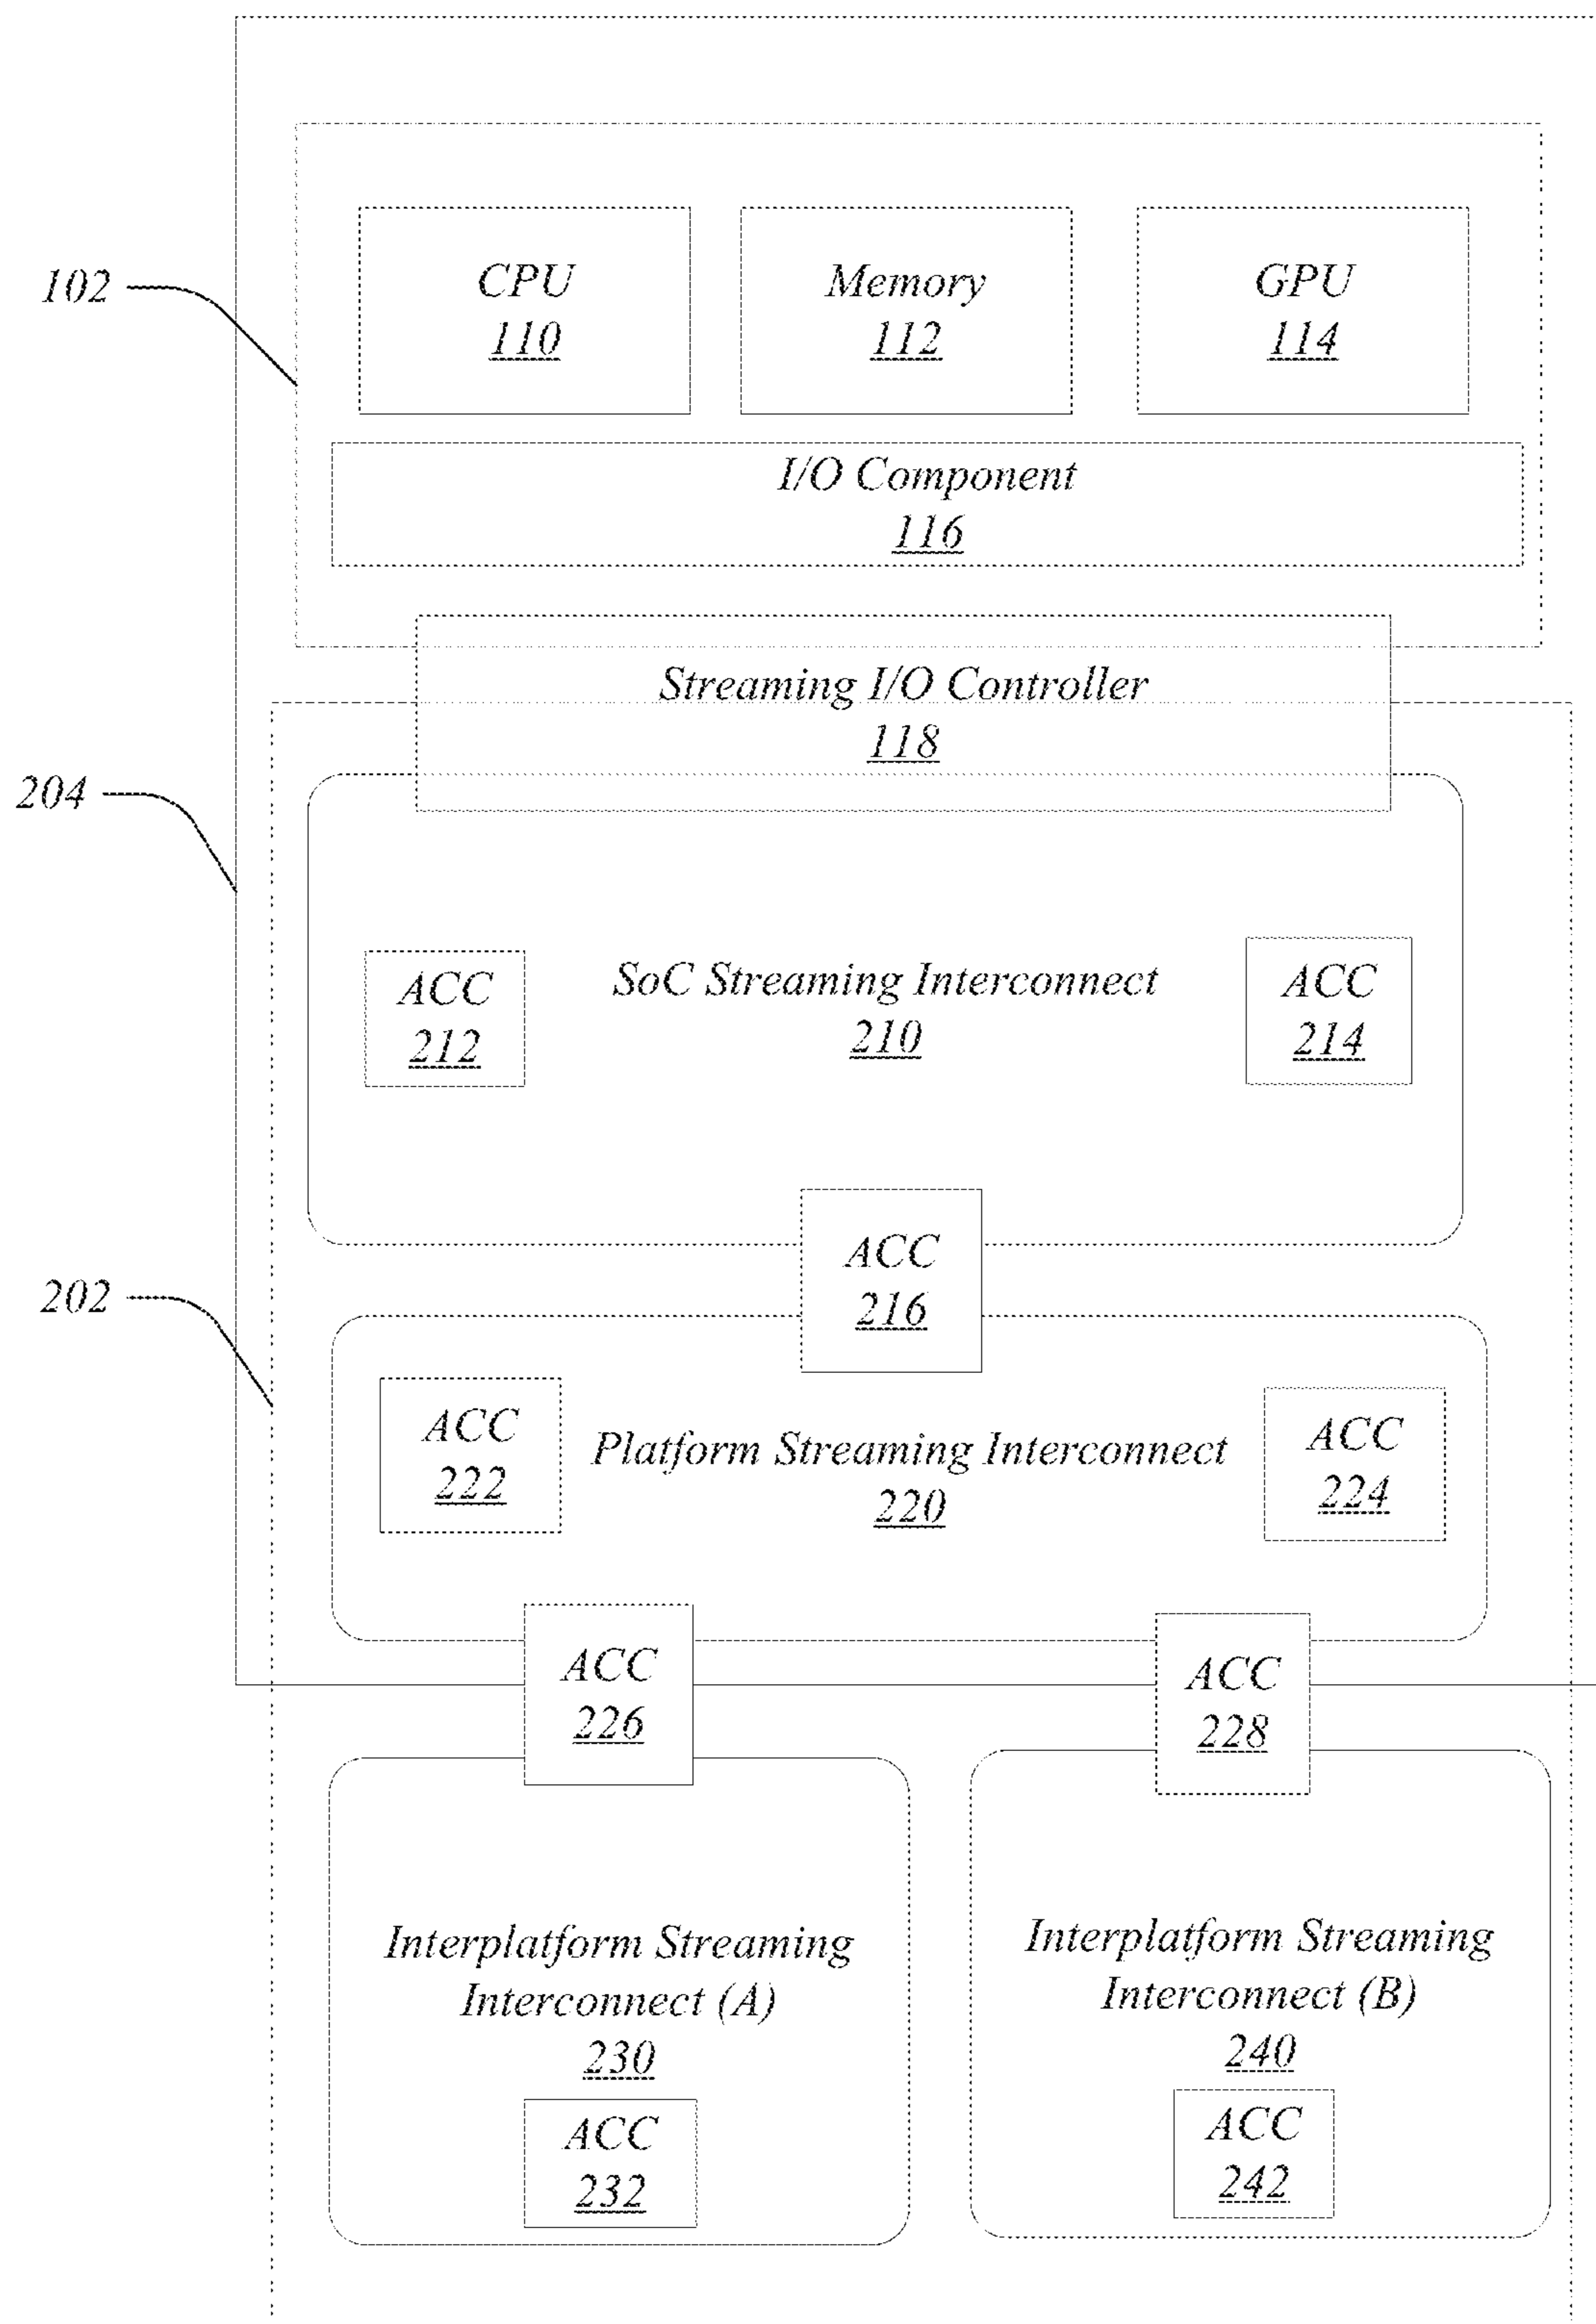 102
CPU
110
Memory
112
GPU
114
I/O Component
116
Streaming I/O Controller
118
204
ACC
212
SoC Streaming Interconnect
210
ACC
214
202
ACC
216
ACC
222
Platform Streaming Interconnect
220
ACC
224
ACC
226
ACC
228
Interplatform Streaming
Interconnect (A)
230
ACC
232
Interplatform Streaming
Interconnect (B)
240
ACC
242